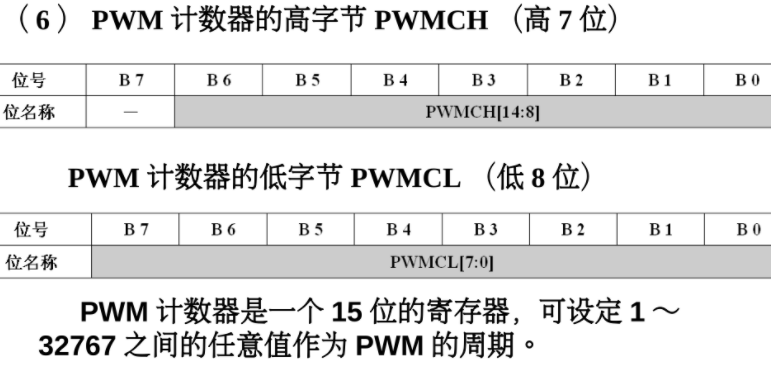 （6） PWM 计数器的高字节 PWMCH （高 7 位）
位号 B 7 B 6 B 5 B 4 B 3 B 2 B 1 B 0
位名称 — PWMCH[14:8]
PWM 计数器的低字节 PWMCL （低 8 位）
位号 B 7 B 6 B 5 B 4 B 3 B 2 B 1 B 0
位名称 PWMCL[7:0]
PWM 计数器是一个 15 位的寄存器，可设定 1 ～
32767 之间的任意值作为 PWM 的周期。